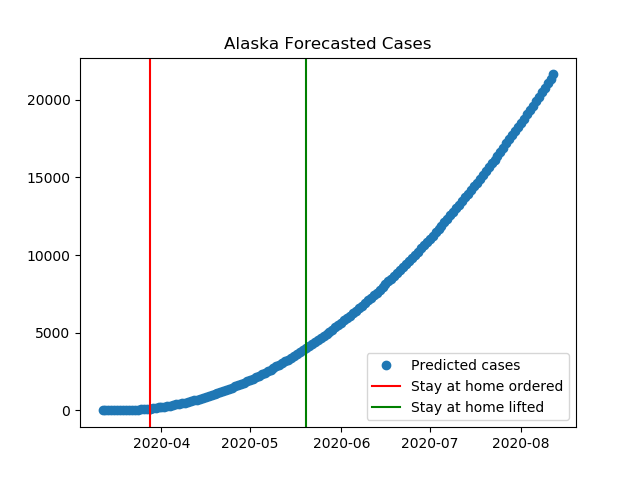 Alaska Forecasted Cases
20000
15000
10000
5000
0
Predicted cases
Stay at home ordered
Stay at home lifted
2020-04 2020-05 2020-06 2020-07 2020-08